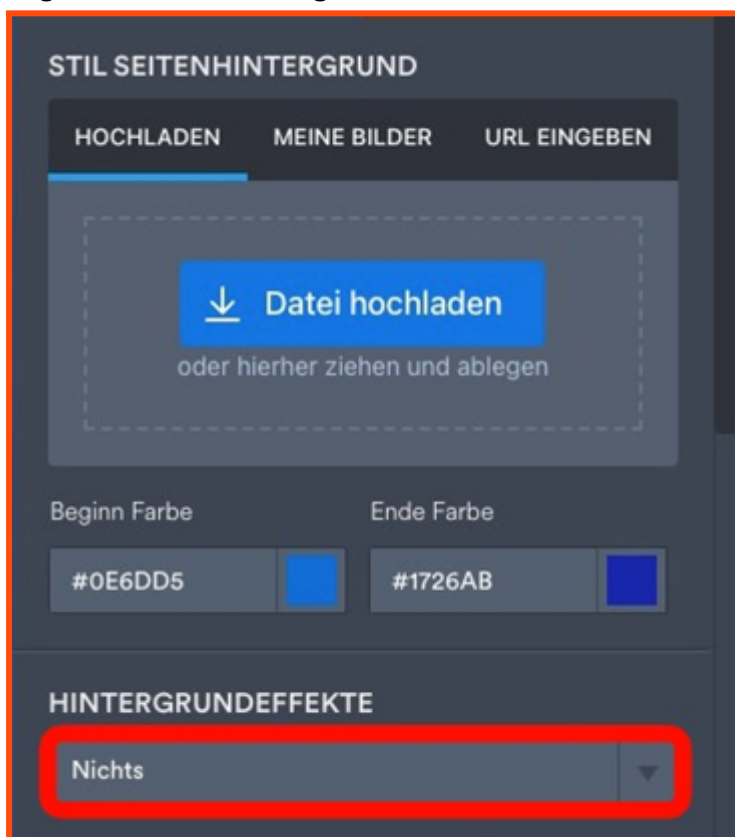 STIL SEITENHINTERGRUND
HOCHLADEN MEINE BILDER URL EINGEBEN
Datei hochladen
oder hierher ziehen und ablegen
Beginn Farbe Ende Farbe
#0E6DD5 #1726AB
HINTERGRUNDEFFEKTE
Nichts